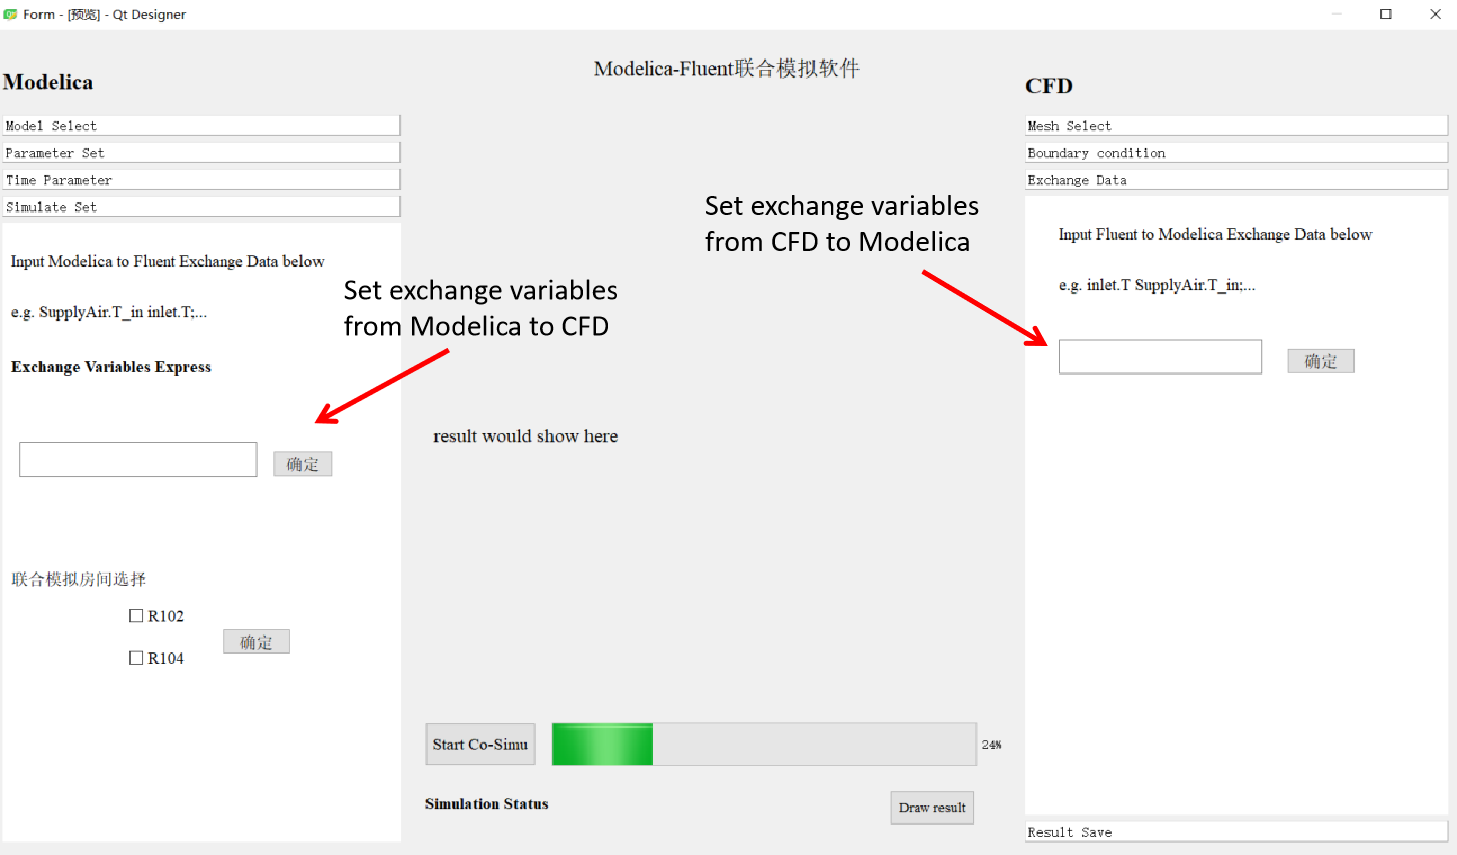 Form - [预览] - Qt Designer
Modelica-Fluent联合模拟软件
Modelica
Model Select
Parameter Set
Time Parameter
Simulate Set
Input Modelica to Fluent Exchange Data below
e.g. SupplyAir.T_in inlet.T;...
Exchange Variables Express
确定
联合模拟房间选择
R102
R104
确定
Set exchange variables
from Modelica to CFD
Set exchange variables
from CFD to Modelica
result would show here
Start Co-Simu
24%
Simulation Status
Draw result
CFD
Mesh Select
Boundary condition
Exchange Data
Input Fluent to Modelica Exchange Data below
e.g. inlet.T SupplyAir.T_in;...
确定
Result Save